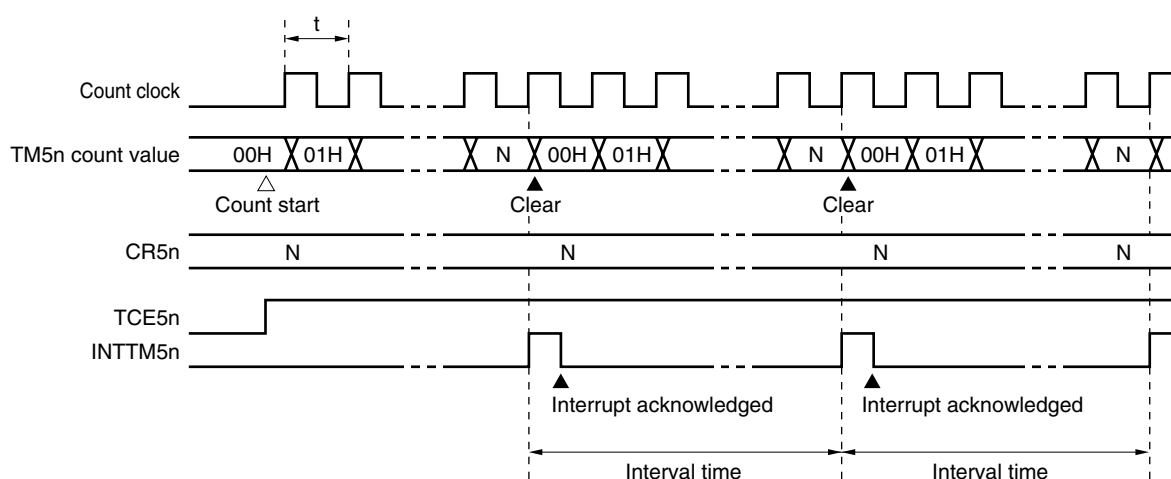 t
Count clock
TM5n count value 00H 01H N 00H 01H N 00H 01H N
Count start Clear Clear
CR5n N N N N
TCE5n
INTTM5n
Interrupt acknowledged Interrupt acknowledged
Interval time Interval time